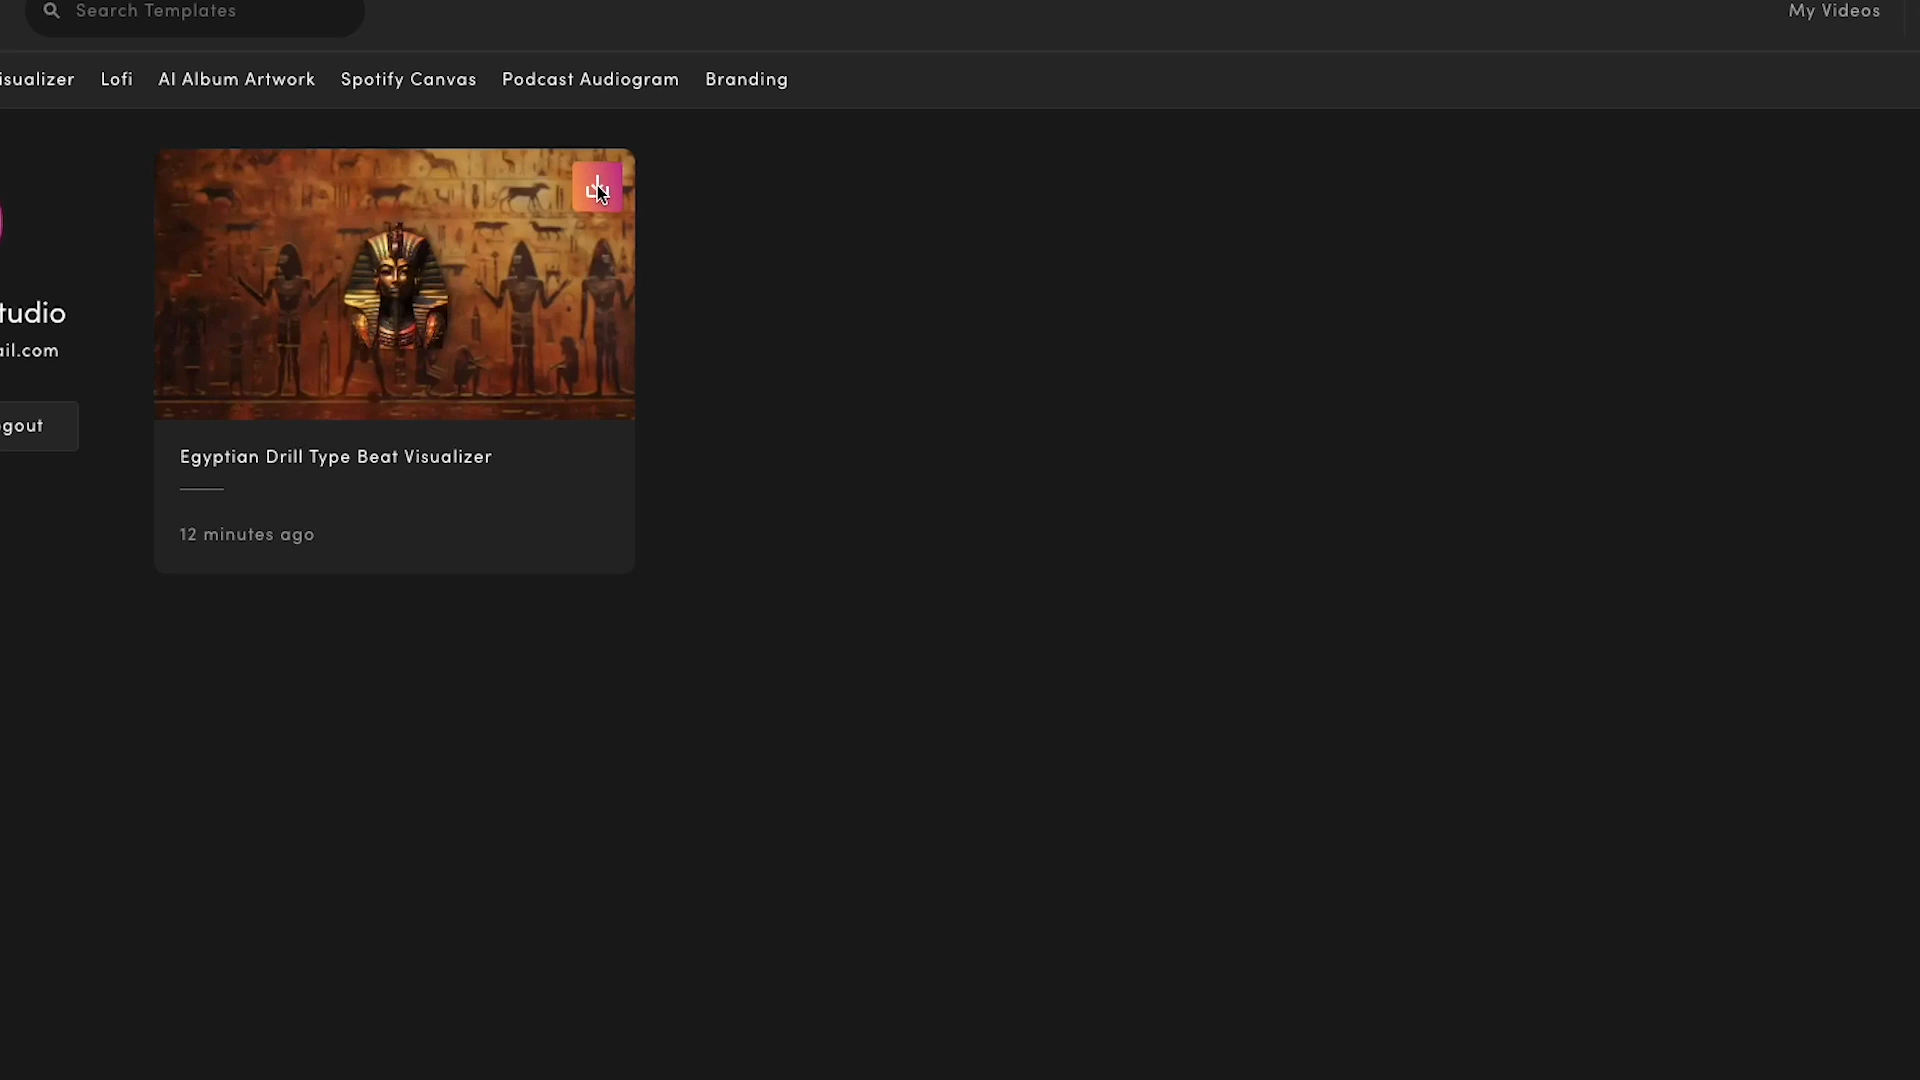 Search Templates
My Videos
isualizer
Lofi
AI Album Artwork
Spotify Canvas
Podcast Audiogram
Branding
tudio
ail.com
gout
Egyptian Drill Type Beat Visualizer
12 minutes ago